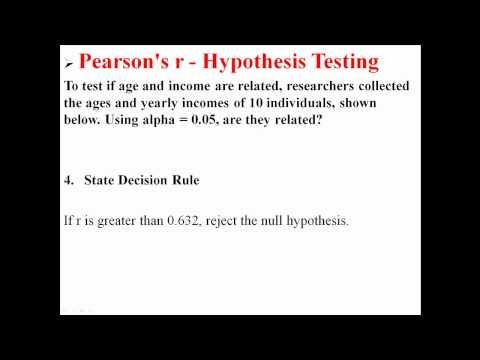 ➢ Pearson's r - Hypothesis Testing
To test if age and income are related, researchers collected
the ages and yearly incomes of 10 individuals, shown
below. Using alpha = 0.05, are they related?
4. State Decision Rule
If r is greater than 0.632, reject the null hypothesis.